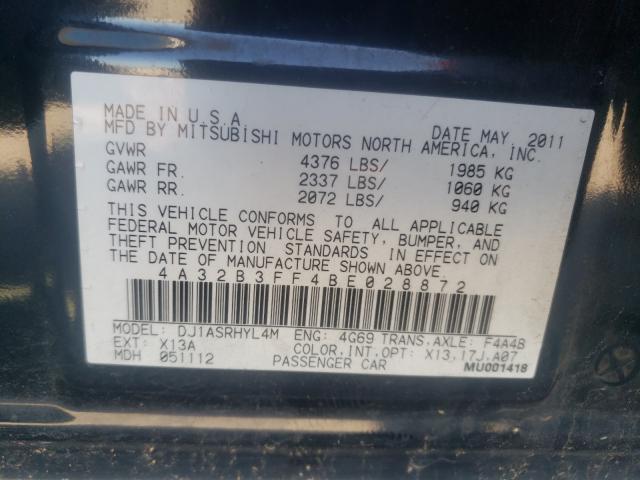 MADE IN U.S.A DATE MAY 2011
MFD BY MITSUBISHI MOTORS NORTH AMERICA, INC.
GVWR 4376 LBS/ 1985 KG
GAWR FR. 2337 LBS/ 1060 KG
GAWR RR. 2072 LBS/ 940 KG
THIS VEHICLE CONFORMS TO ALL APPLICABLE
FEDERAL MOTOR VEHICLE SAFETY, BUMPER, AND
THEFT PREVENTION STANDARDS IN EFFECT ON
THE DATE OF MANUFACTURE SHOWN ABOVE.
4A32B3FF4BE028872
MODEL: DJ1ASRHYL4M ENG: 4G69 TRANS.AXLE: F4A4B
EXT: X13A COLOR.INT.OPT: X13.17J.A07
MDH 051112 PASSENGER CAR MU001418